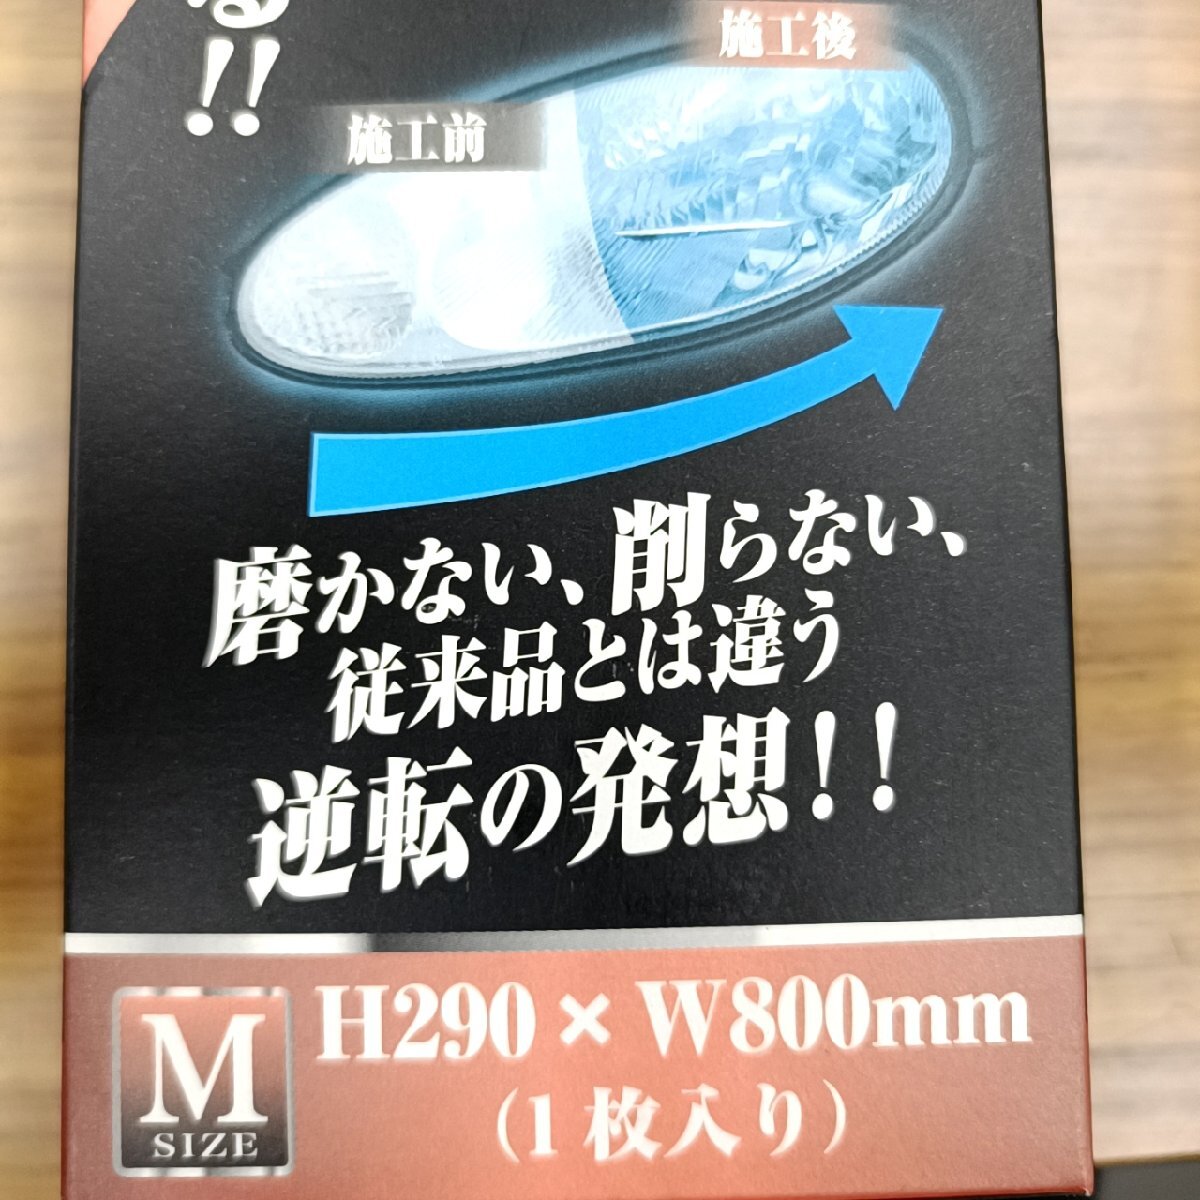 る!!
施工後
施工前
磨かない、削らない、
従来品とは違う
逆転の発想!!
M
SIZE
H290 × W800mm
(1枚入り)